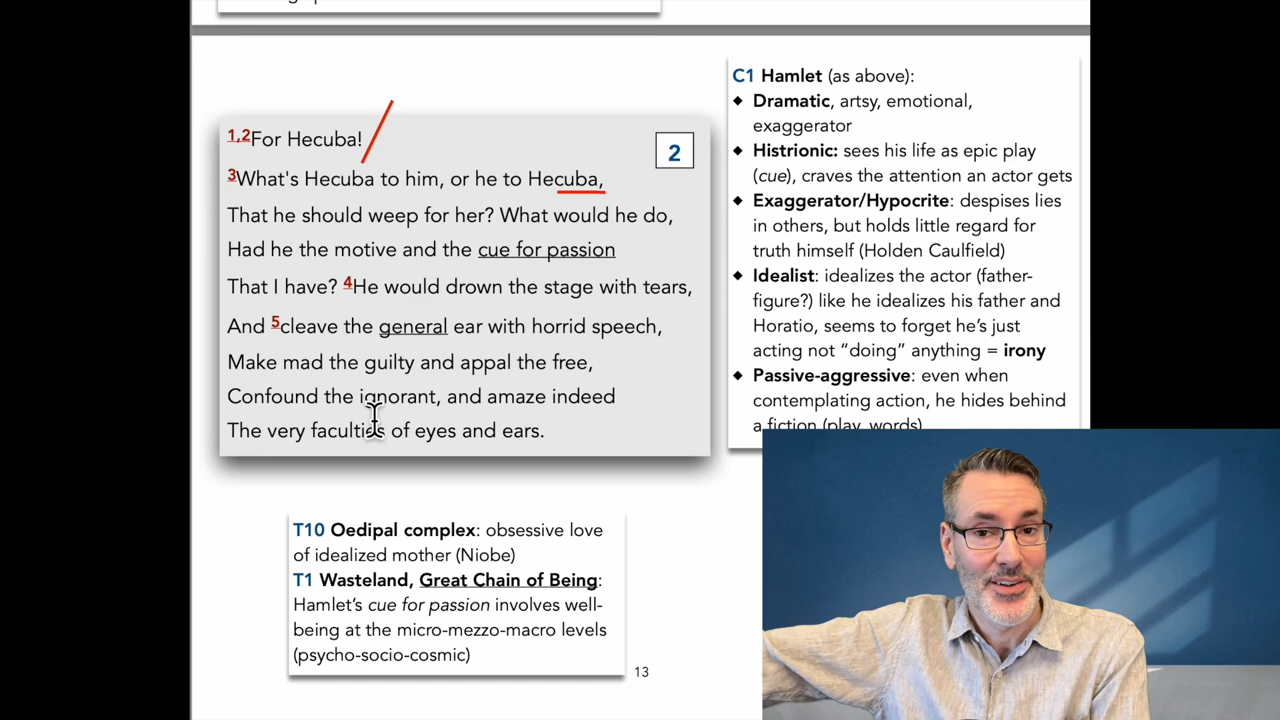 1,2For Hecuba!
2
3What's Hecuba to him, or he to Hecuba,
That he should weep for her? What would he do,
Had he the motive and the cue for passion
That I have? 4He would drown the stage with tears,
And 5cleave the general ear with horrid speech,
Make mad the guilty and appal the free,
Confound the ignorant, and amaze indeed
The very faculties of eyes and ears.
C1 Hamlet (as above):
◆ Dramatic, artsy, emotional,
exaggerator
◆ Histrionic: sees his life as epic play
(cue), craves the attention an actor gets
◆ Exaggerator/Hypocrite: despises lies
in others, but holds little regard for
truth himself (Holden Caulfield)
◆ Idealist: idealizes the actor (father-
figure?) like he idealizes his father and
Horatio, seems to forget he's just
acting not "doing" anything = irony
◆ Passive-aggressive: even when
contemplating action, he hides behind
a fiction (play, words)
T10 Oedipal complex: obsessive love
of idealized mother (Niobe)
T1 Wasteland, Great Chain of Being:
Hamlet's cue for passion involves well-
being at the micro-mezzo-macro levels
(psycho-socio-cosmic)
13